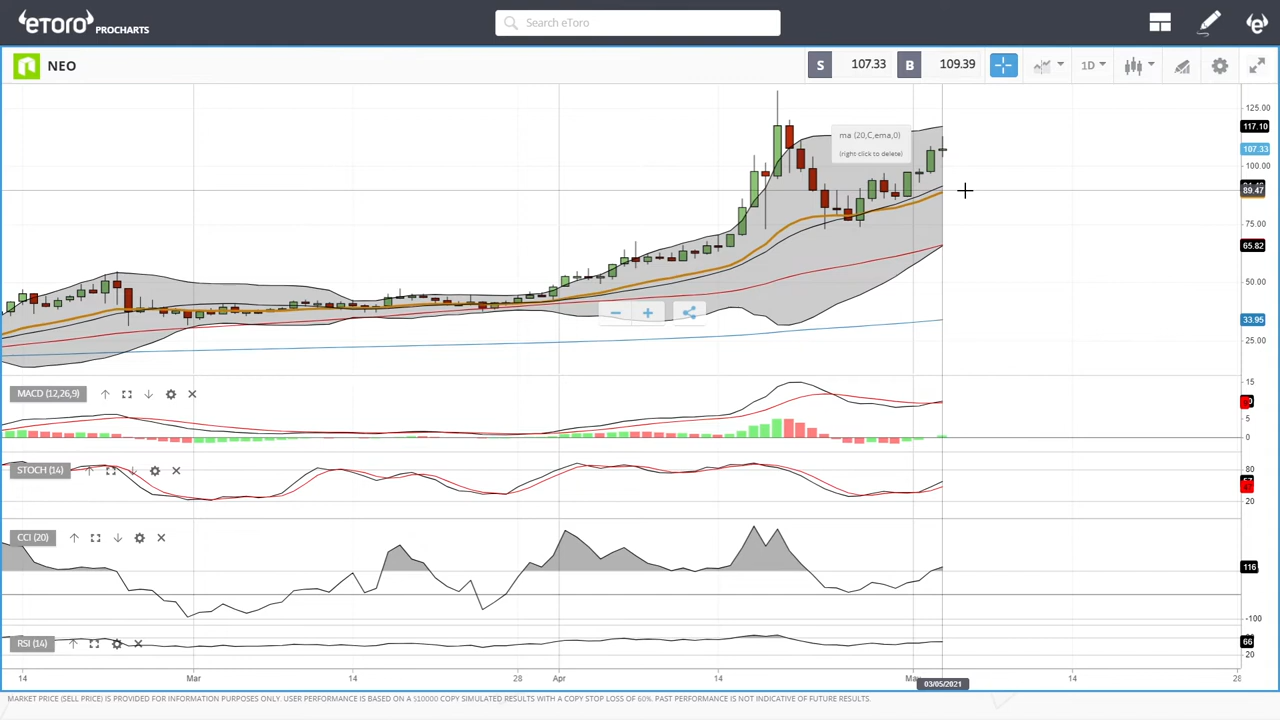 eTORO PROCHARTS
Search eToro
NEO
S 107.33 B 109.39
1D
ma (20,C,ema,0)
(right click to delete)
125.00
117.10
107.33
100.00
89.47
75.00
65.82
50.00
33.95
25.00
MACD (12,26,9)
15
5
0
STOCH (14)
80
20
CCI (20)
116
-100
RSI (14)
66
20
14 Mar 14 28 Apr 14 May 14 28
03/05/2021
MARKET PRICE (SELL PRICE) IS PROVIDED FOR INFORMATION PURPOSES ONLY. USER PERFORMANCE IS BASED ON A $10000 COPY SIMULATED RESULTS WITH A COPY STOP LOSS OF 60%. PAST PERFORMANCE IS NOT INDICATIVE OF FUTURE RESULTS.